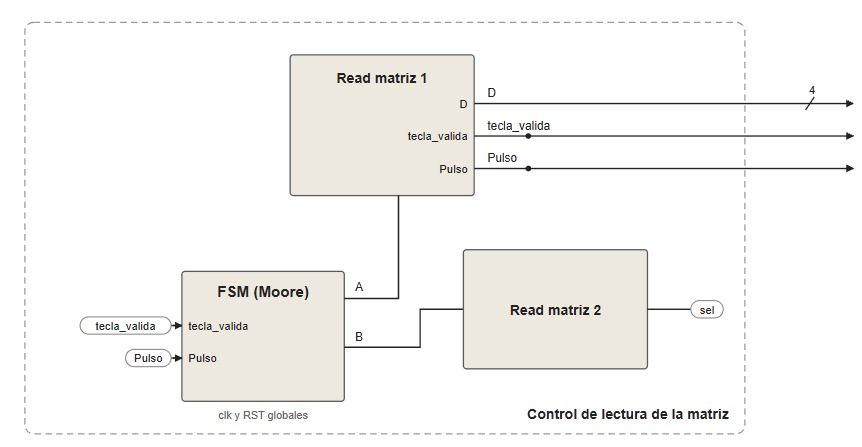 Read matriz 1
D
D
4
tecla_valida
tecla_valida
Pulso
Pulso
A
FSM (Moore)
tecla_valida
tecla_valida
Pulso
Pulso
B
Read matriz 2
sel
clk y RST globales
Control de lectura de la matriz